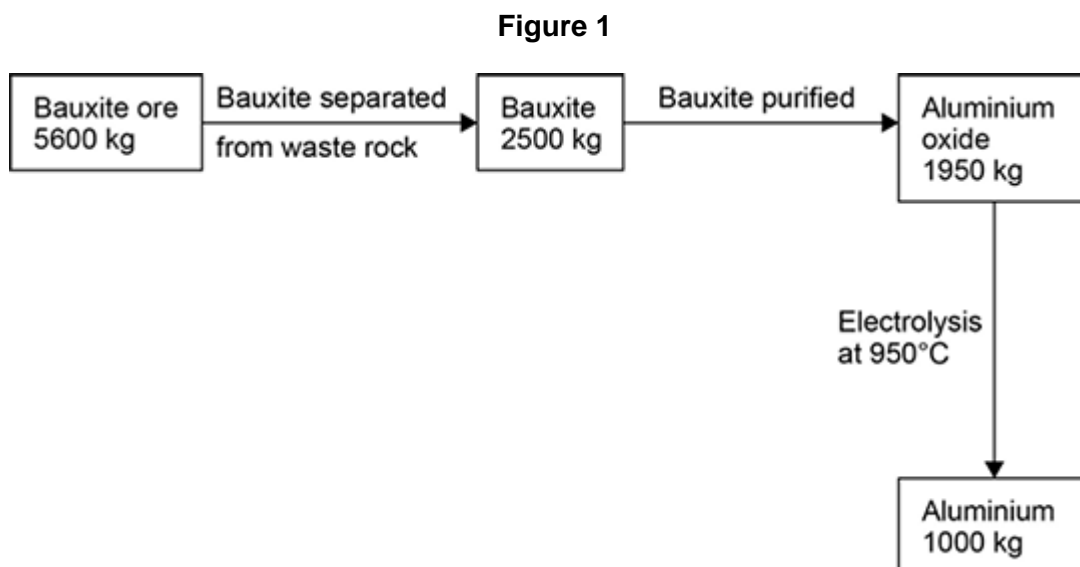 Figure 1
Bauxite ore
5600 kg
Bauxite separated
from waste rock
Bauxite
2500 kg
Bauxite purified
Aluminium
oxide
1950 kg
Electrolysis
at 950°C
Aluminium
1000 kg